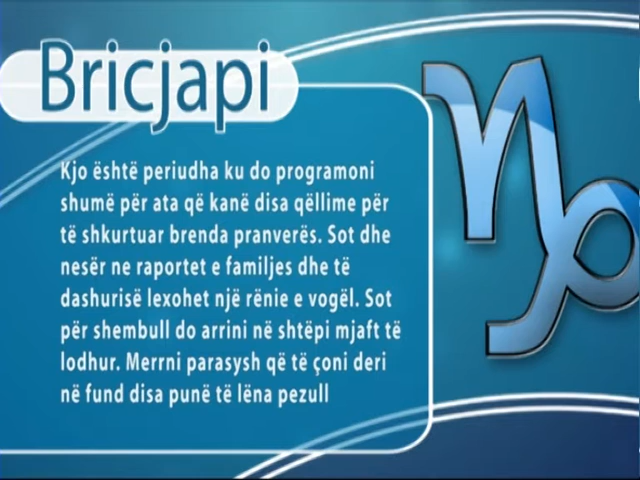 Bricjapi
Kjo është periudha ku do programoni
shumë për ata që kanë disa qëllime për
të shkurtuar brenda pranverës. Sot dhe
nesër ne raportet e familjes dhe të
dashurisë lexohet një rënie e vogël. Sot
për shembull do arrini në shtëpi mjaft të
lodhur. Merrni parasysh që të çoni deri
në fund disa punë të lëna pezull